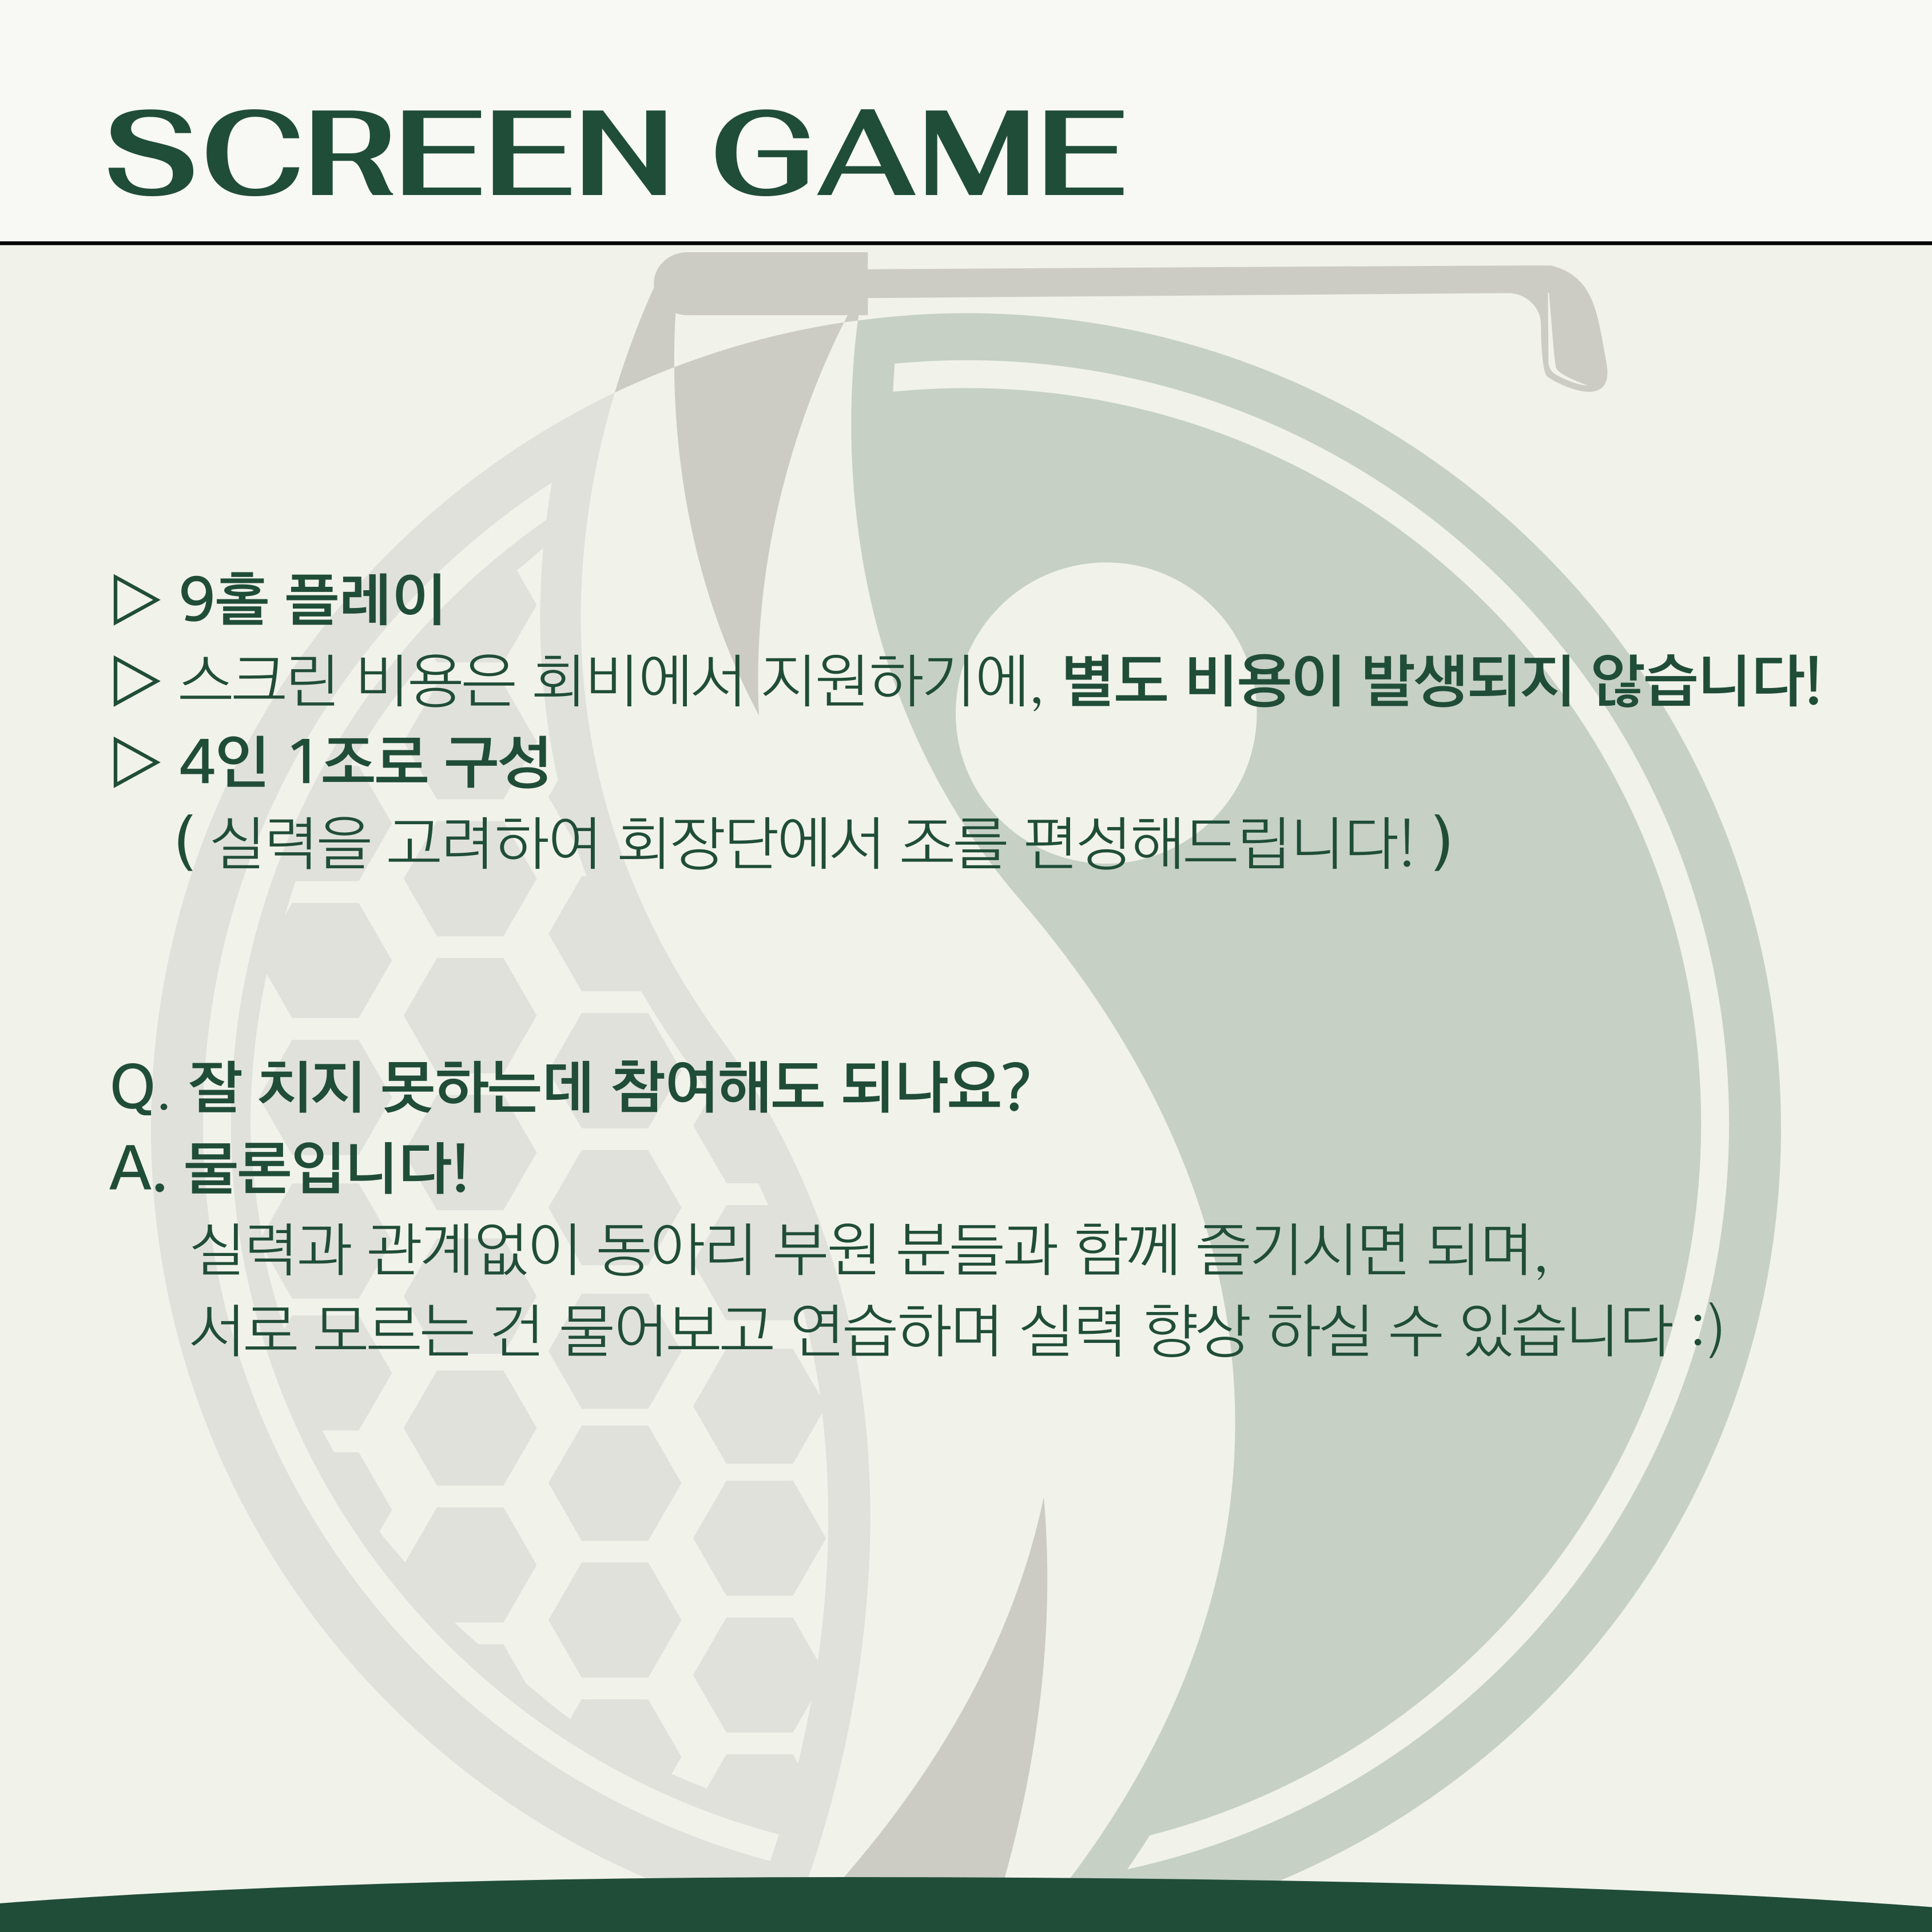 SCREEN GAME
▷ 9홀 플레이
▷ 스크린 비용은 회비에서 지원하기에, 별도 비용이 발생되지 않습니다!
▷ 4인 1조로 구성
( 실력을 고려하여 회장단에서 조를 편성해드립니다! )
Q. 잘 치지 못하는데 참여해도 되나요?
A. 물론입니다!
실력과 관계없이 동아리 부원 분들과 함께 즐기시면 되며,
서로 모르는 건 물어보고 연습하며 실력 향상 하실 수 있습니다 :)